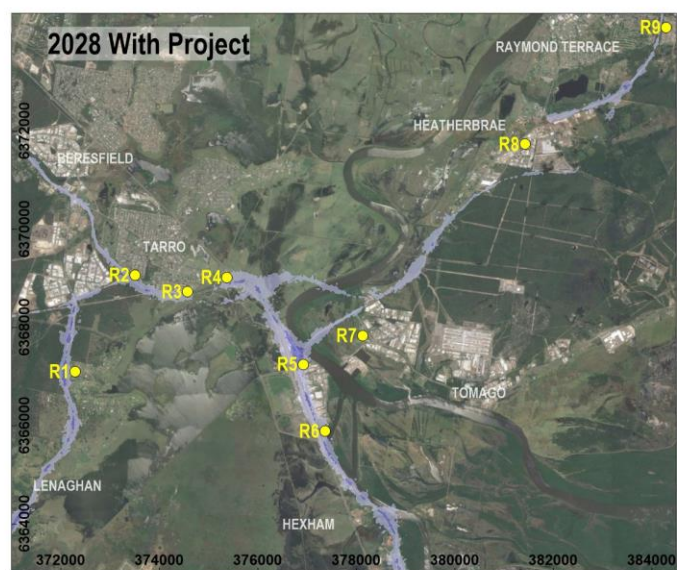 2028 With Project
R9
RAYMOND TERRACE
6372000
HEATHERBRAE
R8
BERESFIELD
6370000
TARRO
R2
R4
R3
6368000
R7
R5
R1
TOMAGO
6366000
R6
LENAGHAN
6364000
HEXHAM
372000 374000 376000 378000 380000 382000 384000